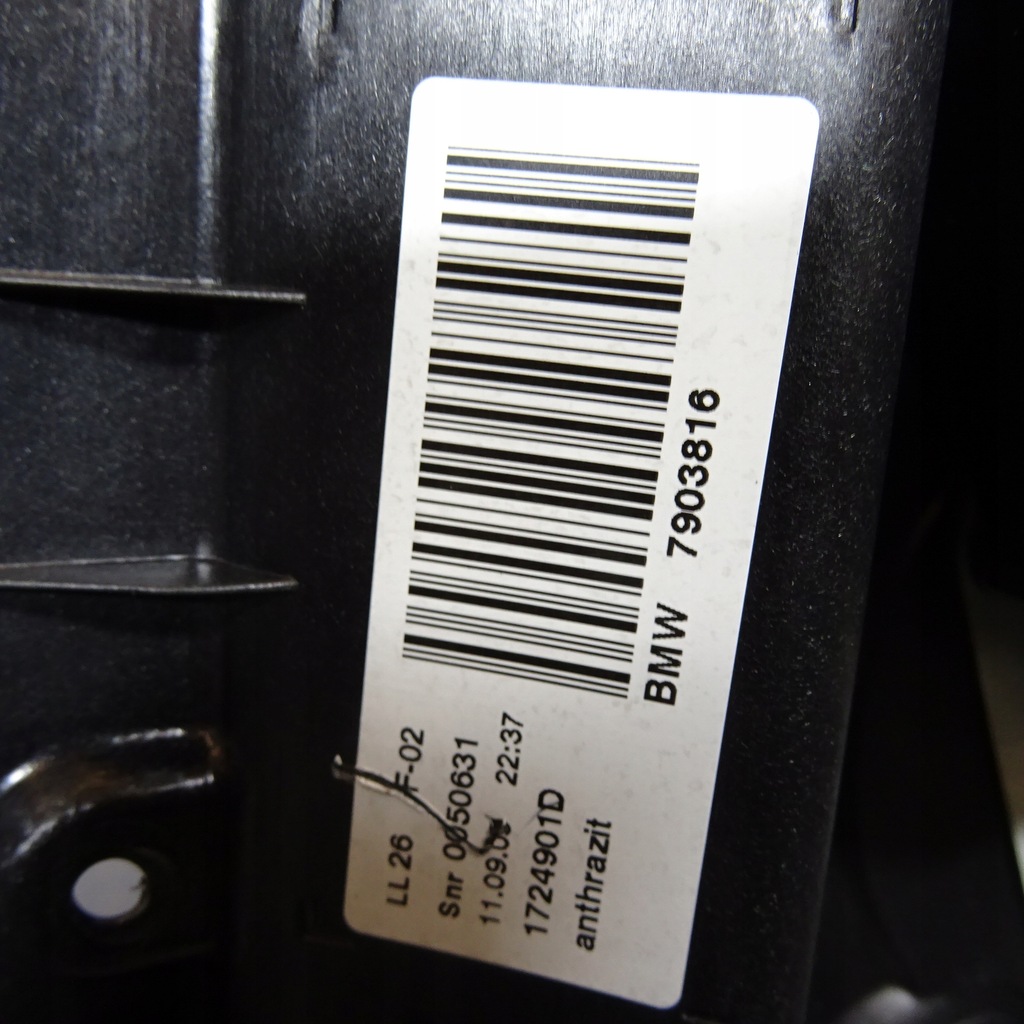 LL 26 F-02
Snr 0050631
22:37
1724901D
anthrazit
BMW 7903816